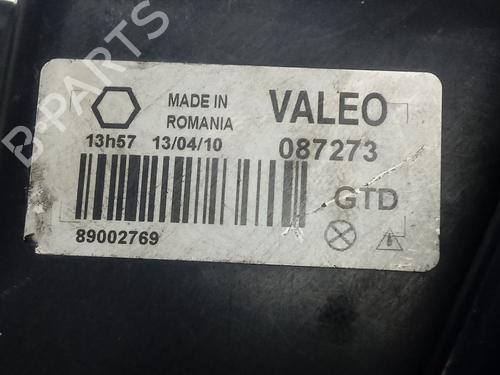 MADE IN
ROMANIA
VALEO
13h57 13/04/10
087273
GTD
89002769
B-PARTS